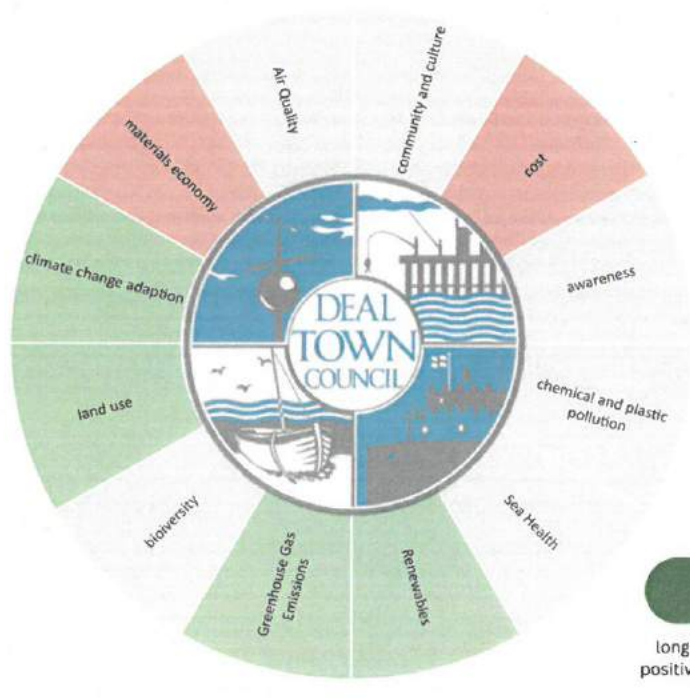 Air Quality
community and culture
cost
awareness
chemical and plastic
pollution
Sea Health
Renewables
Greenhouse Gas
Emissions
bioiversity
land use
climate change adaption
materials economy
DEAL
TOWN
COUNCIL
long
positiv